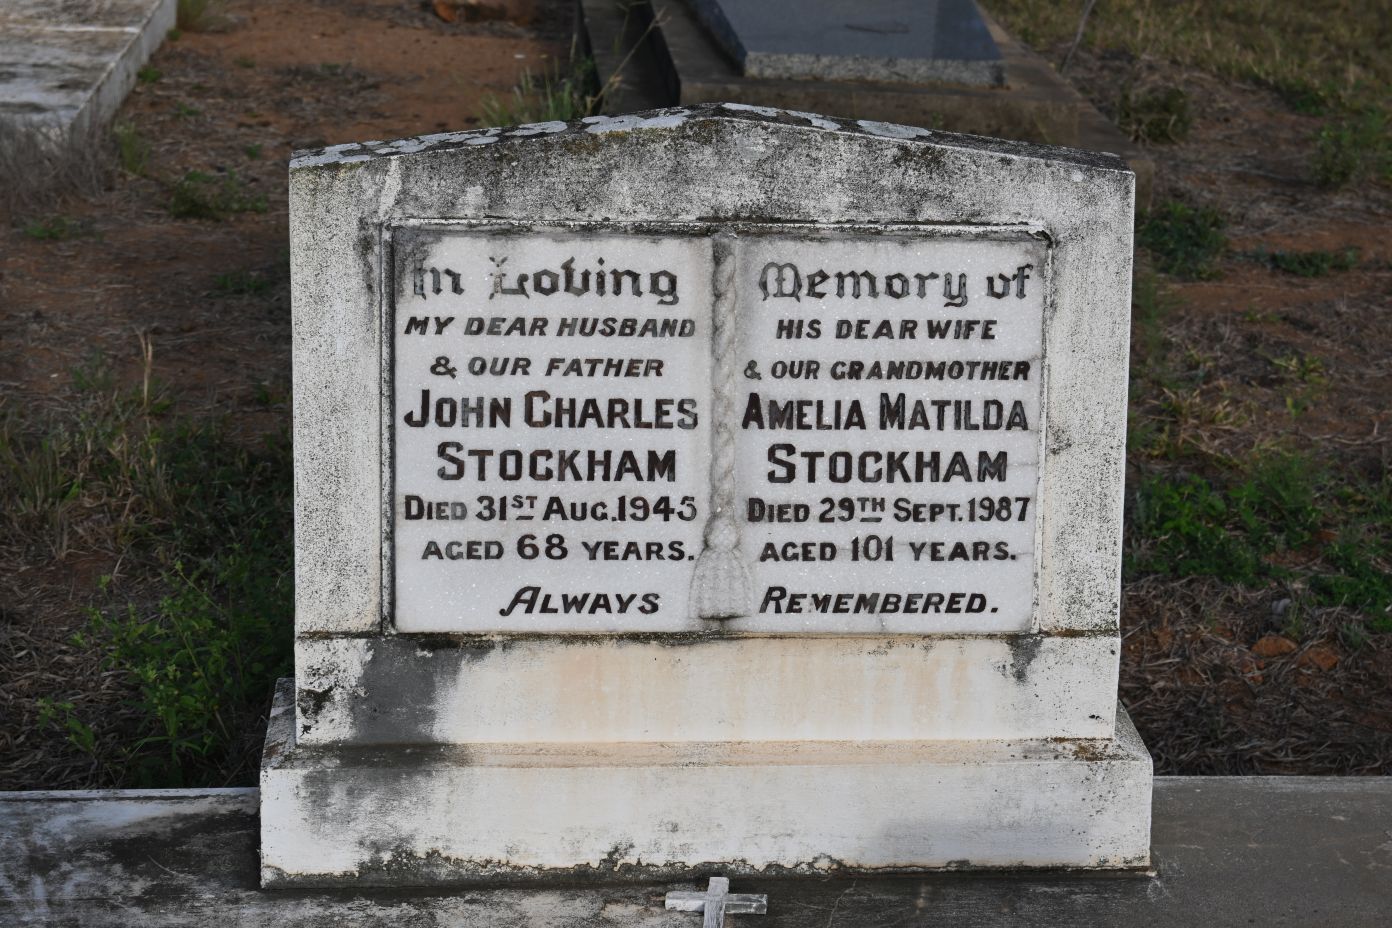 In Loving
MY DEAR HUSBAND
& OUR FATHER
JOHN CHARLES
STOCKHAM
DIED 31ST AUG. 1945
AGED 68 YEARS.
ALWAYS
Memory of
HIS DEAR WIFE
& OUR GRANDMOTHER
AMELIA MATILDA
STOCKHAM
DIED 29TH SEPT. 1987
AGED 101 YEARS.
REMEMBERED.